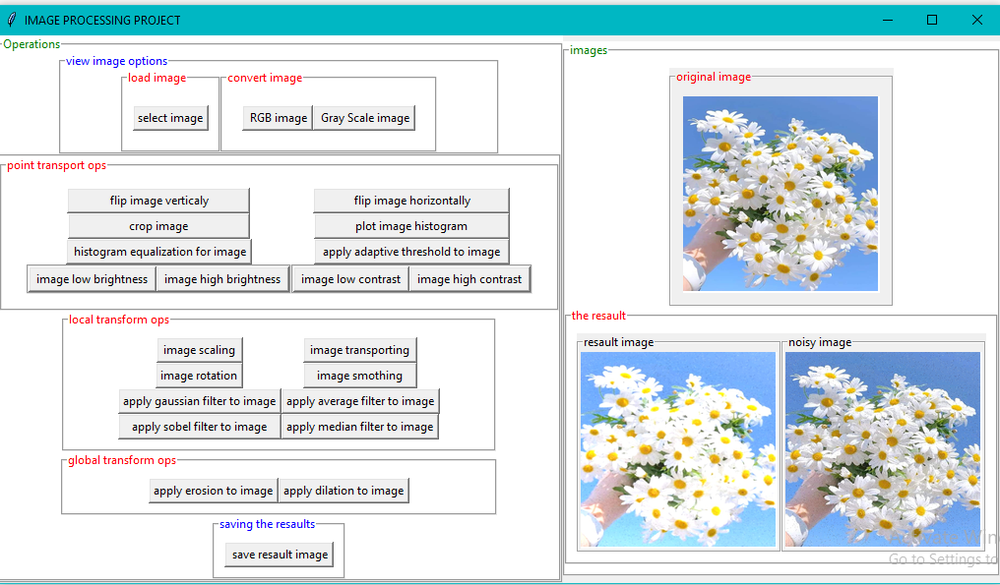 IMAGE PROCESSING PROJECT
Operations
view image options
load image
convert image
select image
RGB image
Gray Scale image
point transport ops
flip image verticaly
flip image horizontally
crop image
plot image histogram
histogram equalization for image
apply adaptive threshold to image
image low brightness
image high brightness
image low contrast
image high contrast
local transform ops
image scaling
image transporting
image rotation
image smothing
apply gaussian filter to image
apply average filter to image
apply sobel filter to image
apply median filter to image
global transform ops
apply erosion to image
apply dilation to image
saving the resaults
save resault image
images
original image
the resault
resault image
noisy image
Go to Settings to